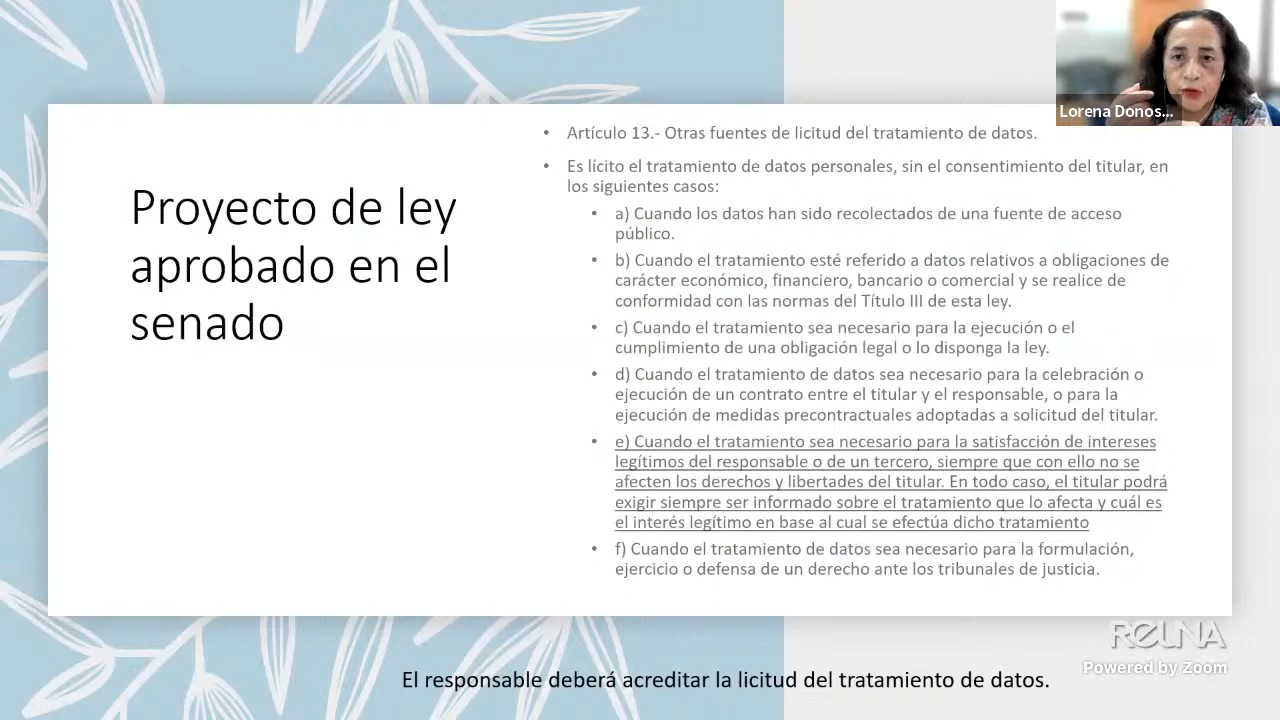 Lorena Donos...
Proyecto de ley
aprobado en el
senado
• Artículo 13.- Otras fuentes de licitud del tratamiento de datos.
• Es lícito el tratamiento de datos personales, sin el consentimiento del titular, en
los siguientes casos:
• a) Cuando los datos han sido recolectados de una fuente de acceso
público.
• b) Cuando el tratamiento esté referido a datos relativos a obligaciones de
carácter económico, financiero, bancario o comercial y se realice de
conformidad con las normas del Título III de esta ley.
• c) Cuando el tratamiento sea necesario para la ejecución o el
cumplimiento de una obligación legal o lo disponga la ley.
• d) Cuando el tratamiento de datos sea necesario para la celebración o
ejecución de un contrato entre el titular y el responsable, o para la
ejecución de medidas precontractuales adoptadas a solicitud del titular.
• e) Cuando el tratamiento sea necesario para la satisfacción de intereses
legítimos del responsable o de un tercero, siempre que con ello no se
afecten los derechos y libertades del titular. En todo caso, el titular podrá
exigir siempre ser informado sobre el tratamiento que lo afecta y cuál es
el interés legítimo en base al cual se efectúa dicho tratamiento
• f) Cuando el tratamiento de datos sea necesario para la formulación,
ejercicio o defensa de un derecho ante los tribunales de justicia.
REUNA
Powered by Zoom
El responsable deberá acreditar la licitud del tratamiento de datos.